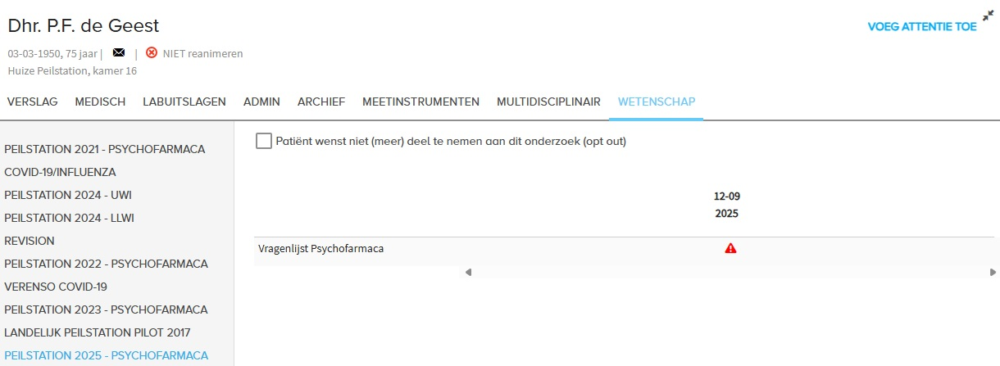 Dhr. P.F. de Geest
VOEG ATTENTIE TOE
03-03-1950, 75 jaar | | NIET reanimeren
Huize Peilstation, kamer 16
VERSLAG MEDISCH LABUITSLAGEN ADMIN ARCHIEF MEETINSTRUMENTEN MULTIDISCIPLINAIR WETENSCHAP
PEILSTATION 2021 - PSYCHOFARMACA
COVID-19/INFLUENZA
PEILSTATION 2024 - UWI
PEILSTATION 2024 - LLWI
REVISION
PEILSTATION 2022 - PSYCHOFARMACA
VERENSO COVID-19
PEILSTATION 2023 - PSYCHOFARMACA
LANDELIJK PEILSTATION PILOT 2017
PEILSTATION 2025 - PSYCHOFARMACA
Patiënt wenst niet (meer) deel te nemen aan dit onderzoek (opt out)
12-09
2025
Vragenlijst Psychofarmaca